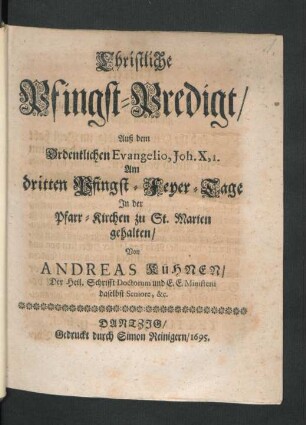 Christliche
Pfingst-Predigt/
Auß dem
Ordentlichen Evangelio, Joh. X, 1.
Am
dritten Pfingst-Feyer-Tage
In der
Pfarr-Kirchen zu St. Marien
gehalten/
Von
ANDREAS KüHNEN/
Der Heil. Schrifft Doctorem und E.E. Ministerii
daselbst Seniore, &c.
DANTZIG/
Gedruckt durch Simon Reinigern/1695.